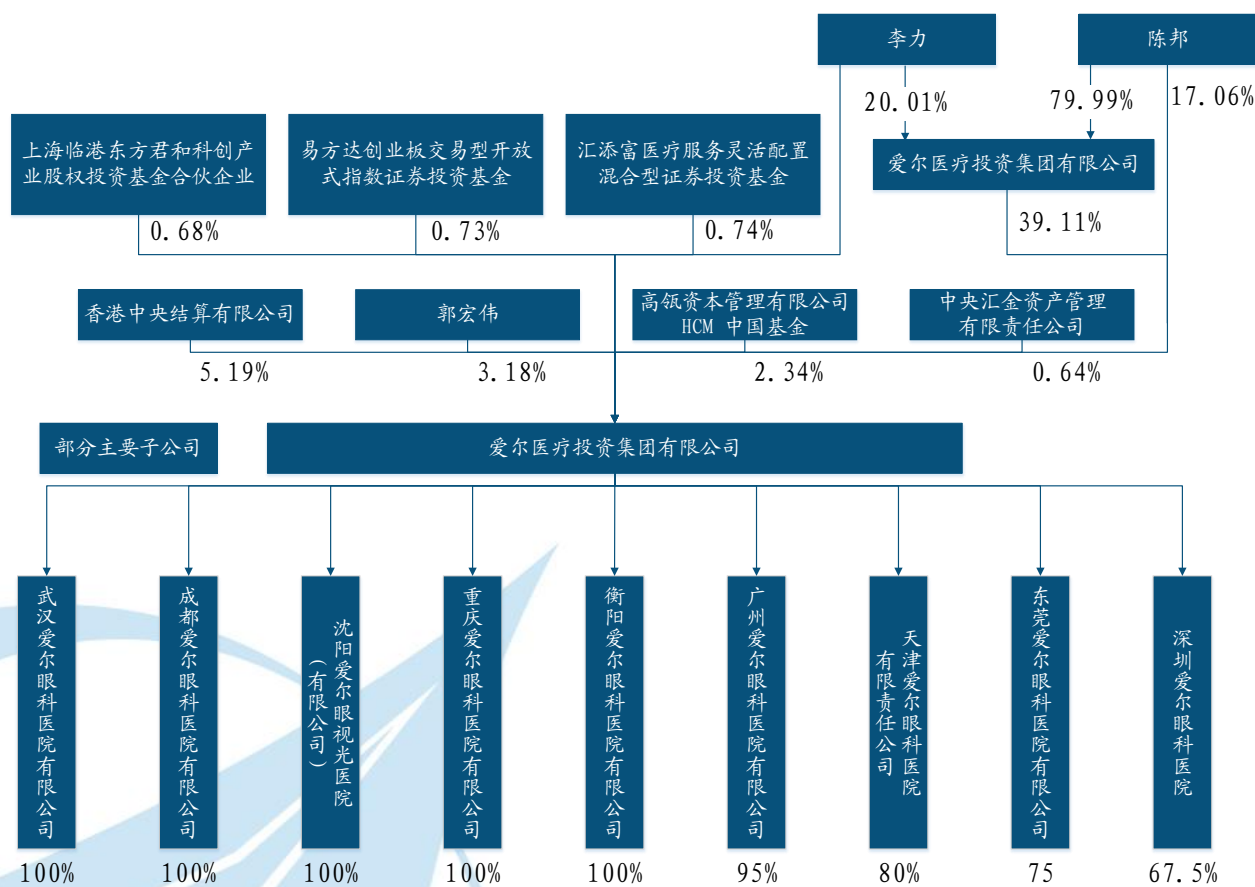 李力
陈邦
20.01%
79.99%
17.06%
上海临港东方君和科创产
业股权投资基金合伙企业
易方达创业板交易型开放
式指数证券投资基金
汇添富医疗服务灵活配置
混合型证券投资基金
爱尔医疗投资集团有限公司
0.68%
0.73%
0.74%
39.11%
香港中央结算有限公司
郭宏伟
高瓴资本管理有限公司
HCM 中国基金
中央汇金资产管理
有限责任公司
5.19%
3.18%
2.34%
0.64%
部分主要子公司
爱尔医疗投资集团有限公司
武汉爱尔眼科医院有限公司
成都爱尔眼科医院有限公司
沈阳爱尔眼视光医院
（有限公司）
重庆爱尔眼科医院有限公司
衡阳爱尔眼科医院有限公司
广州爱尔眼科医院有限公司
天津爱尔眼科医院
有限责任公司
东莞爱尔眼科医院有限公司
深圳爱尔眼科医院
100%
100%
100%
100%
100%
95%
80%
75
67.5%